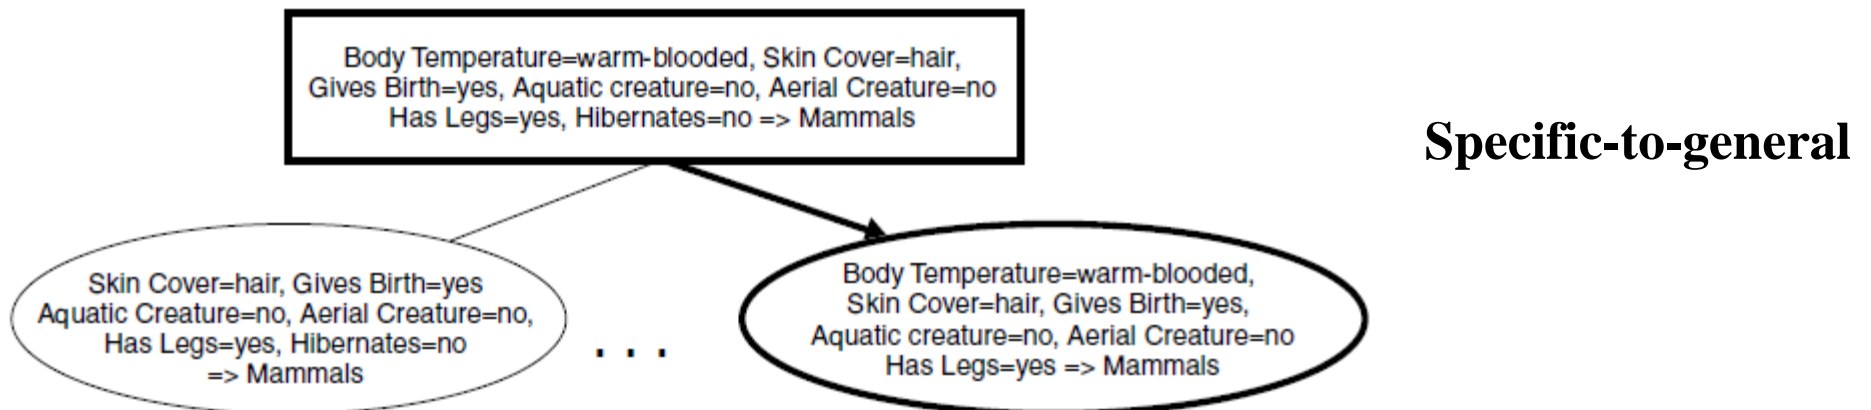 Body Temperature=warm-blooded, Skin Cover=hair,
Gives Birth=yes, Aquatic creature=no, Aerial Creature=no
Has Legs=yes, Hibernates=no => Mammals
Specific-to-general
Skin Cover=hair, Gives Birth=yes
Aquatic Creature=no, Aerial Creature=no,
Has Legs=yes, Hibernates=no
=> Mammals
. . .
Body Temperature=warm-blooded,
Skin Cover=hair, Gives Birth=yes,
Aquatic creature=no, Aerial Creature=no
Has Legs=yes => Mammals